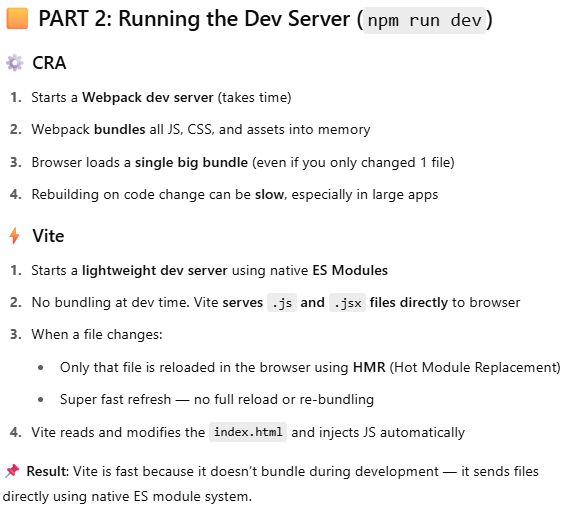 🟧 PART 2: Running the Dev Server (npm run dev)
⚙️ CRA
1. Starts a Webpack dev server (takes time)
2. Webpack bundles all JS, CSS, and assets into memory
3. Browser loads a single big bundle (even if you only changed 1 file)
4. Rebuilding on code change can be slow, especially in large apps
⚡ Vite
1. Starts a lightweight dev server using native ES Modules
2. No bundling at dev time. Vite serves .js and .jsx files directly to browser
3. When a file changes:
• Only that file is reloaded in the browser using HMR (Hot Module Replacement)
• Super fast refresh — no full reload or re-bundling
4. Vite reads and modifies the index.html and injects JS automatically
📌 Result: Vite is fast because it doesn't bundle during development — it sends files
directly using native ES module system.